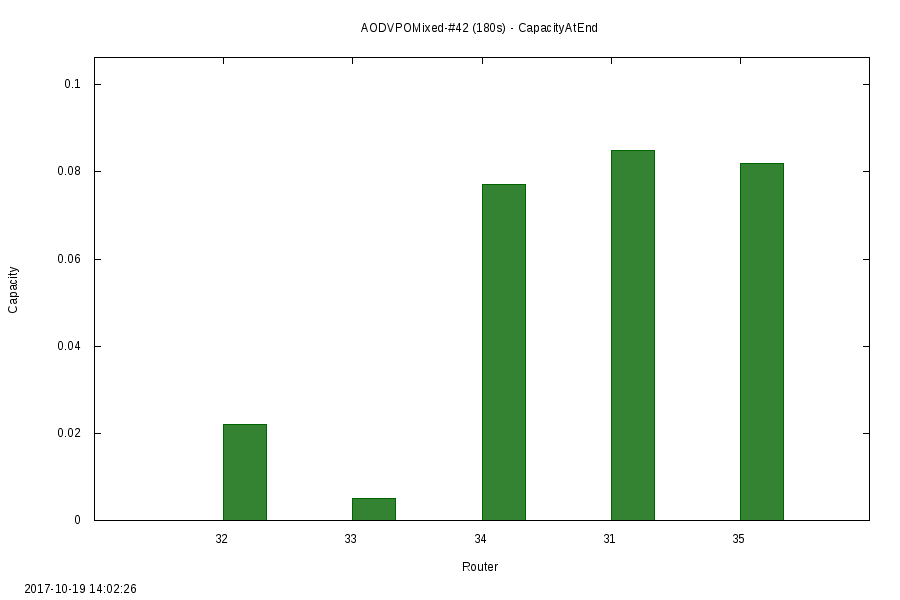 AODVPOMixed-#42 (180s) - CapacityAtEnd
0.1
0.08
0.06
0.04
0.02
0
Capacity
32 33 34 31 35
Router
2017-10-19 14:02:26